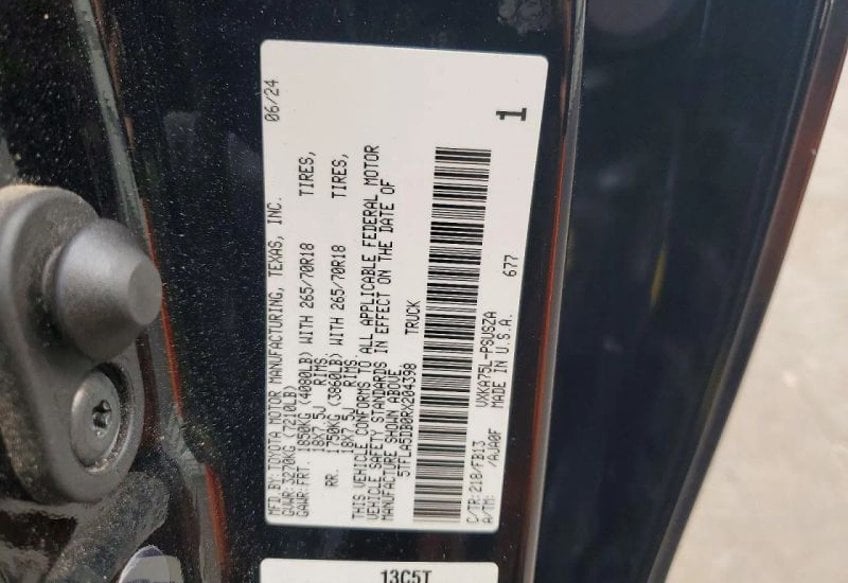 MFD.BY: TOYOTA MOTOR MANUFACTURING, TEXAS, INC. 06/24
GVWR:3270KG (7210LB)
GAWR:FRT. 1850KG (4080LB) WITH 265/70R18 TIRES,
18X7.5J RIMS.
RR. 1750KG (3860LB) WITH 265/70R18 TIRES,
18X7.5J RIMS.
THIS VEHICLE CONFORMS TO ALL APPLICABLE FEDERAL MOTOR
VEHICLE SAFETY STANDARDS IN EFFECT ON THE DATE OF
MANUFACTURE SHOWN ABOVE
5TFLA5DB0RX204398 TRUCK
C/TR:218/FB13 VXKA75L-PSUSZA
A/TM: /AJA0F MADE IN U.S.A. 677
1
13C5T